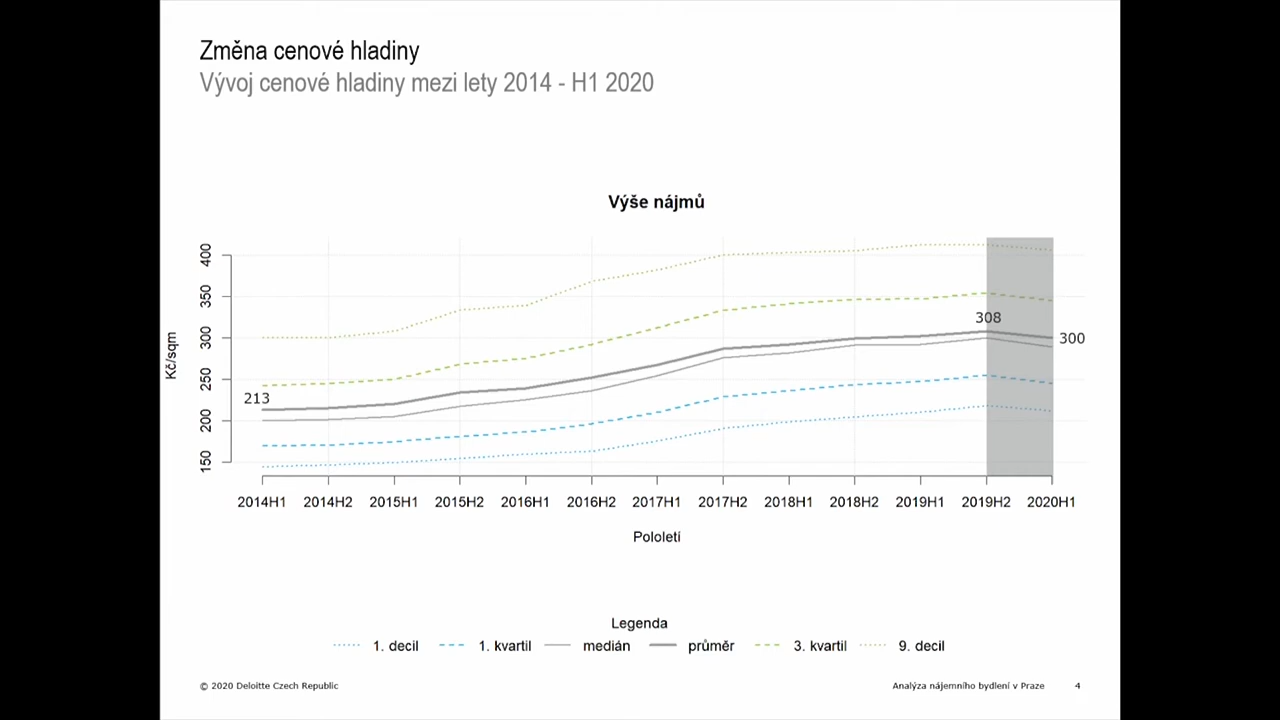 Změna cenové hladiny
Vývoj cenové hladiny mezi lety 2014 - H1 2020
Výše nájmů
400
350
300
250
200
150
Kč/sqm
213
308
300
2014H1 2014H2 2015H1 2015H2 2016H1 2016H2 2017H1 2017H2 2018H1 2018H2 2019H1 2019H2 2020H1
Pololetí
Legenda
1. decil 1. kvartil medián průměr 3. kvartil 9. decil
© 2020 Deloitte Czech Republic Analýza nájemního bydlení v Praze 4